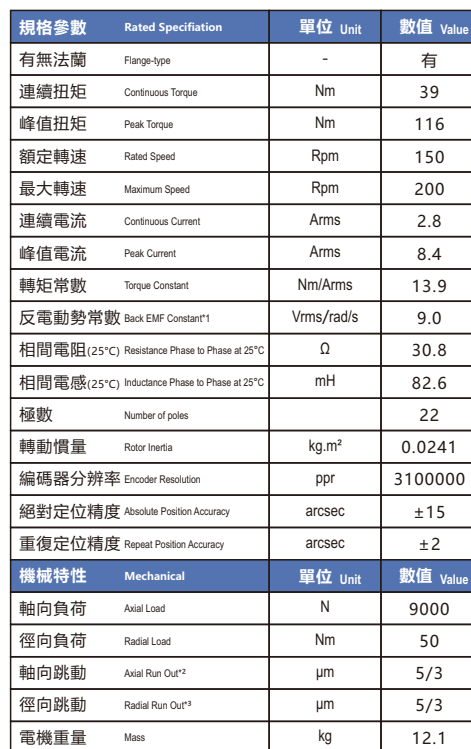 規格參數 Rated Specifiation 單位 Unit 數值 Value
有無法蘭 Flange-type - 有
連續扭矩 Continuous Torque Nm 39
峰值扭矩 Peak Torque Nm 116
額定轉速 Rated Speed Rpm 150
最大轉速 Maximum Speed Rpm 200
連續電流 Continuous Current Arms 2.8
峰值電流 Peak Current Arms 8.4
轉矩常數 Torque Constant Nm/Arms 13.9
反電動勢常數 Back EMF Constant*1 Vrms/rad/s 9.0
相間電阻(25°C) Resistance Phase to Phase at 25°C Ω 30.8
相間電感(25°C) Inductance Phase to Phase at 25°C mH 82.6
極數 Number of poles 22
轉動慣量 Rotor Inertia kg.m² 0.0241
編碼器分辨率 Encoder Resolution ppr 3100000
絕對定位精度 Absolute Position Accuracy arcsec ±15
重復定位精度 Repeat Position Accuracy arcsec ±2
機械特性 Mechanical 單位 Unit 數值 Value
軸向負荷 Axial Load N 9000
徑向負荷 Radial Load Nm 50
軸向跳動 Axial Run Out*² µm 5/3
徑向跳動 Radial Run Out*³ µm 5/3
電機重量 Mass kg 12.1